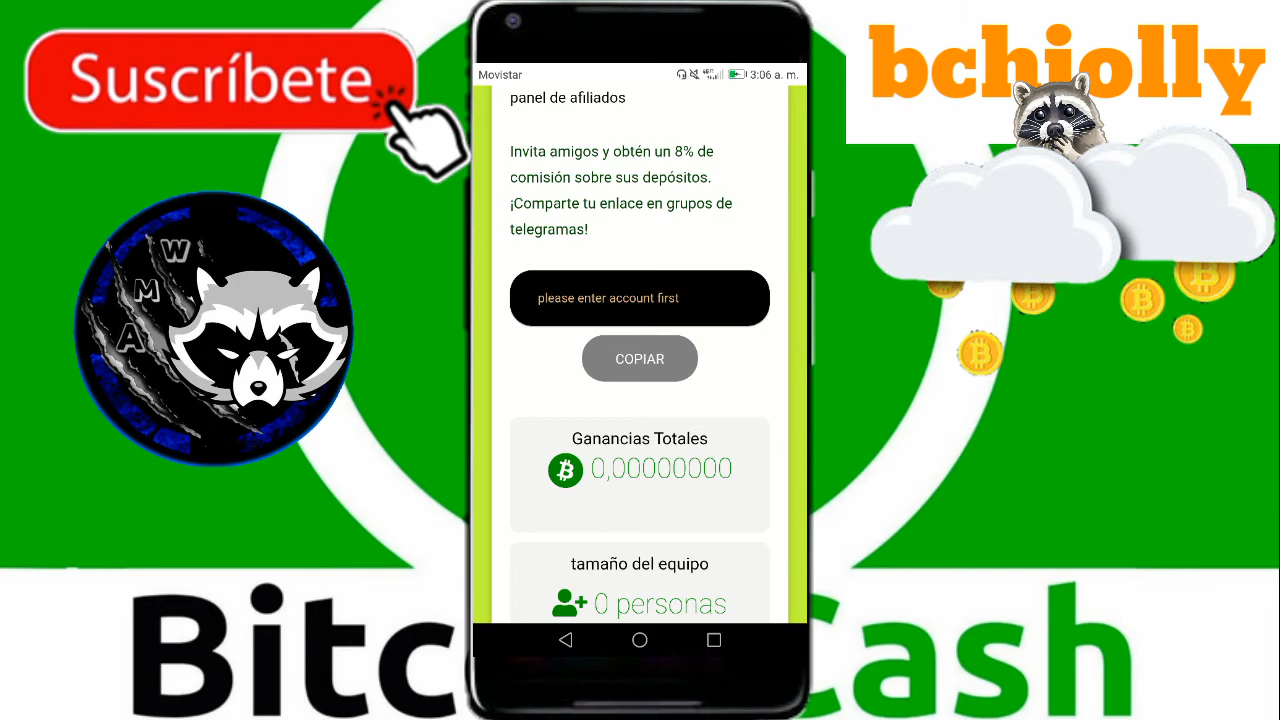 Suscríbete
bchiolly
W
M
A
Movistar
3:06 a. m.
panel de afiliados
Invita amigos y obtén un 8% de
comisión sobre sus depósitos.
¡Comparte tu enlace en grupos de
telegramas!
please enter account first
COPIAR
Ganancias Totales
0,00000000
tamaño del equipo
0 personas
Bitc
Cash